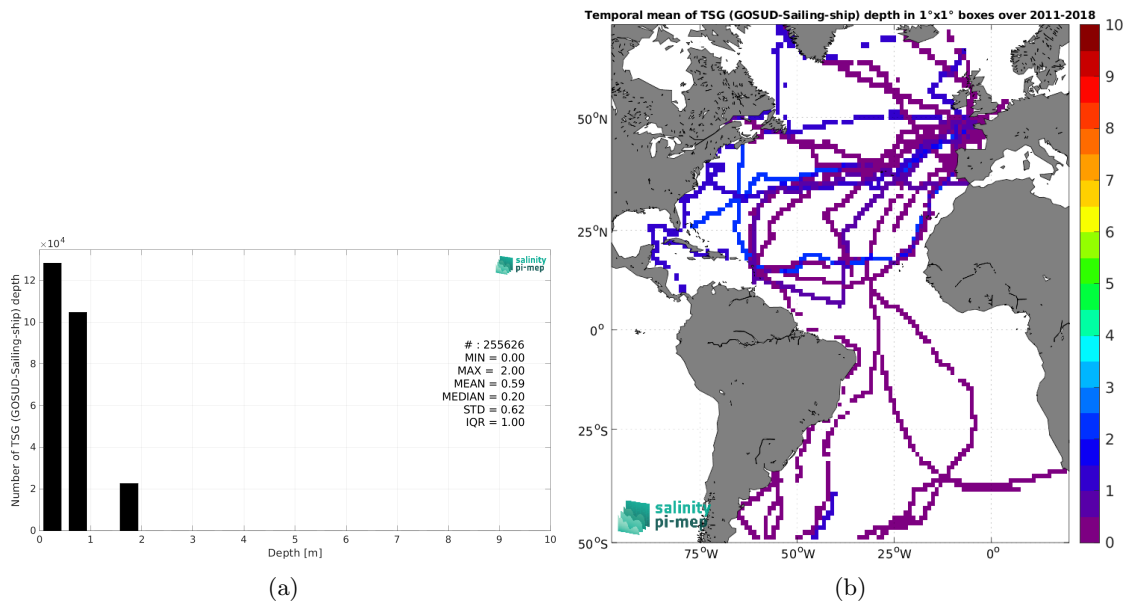 ×10⁴
12
10
8
6
4
2
0
0 1 2 3 4 5 6 7 8 9 10
Number of TSG (GOSUD-Sailing-ship) depth
Depth [m]
salinity
pi-mep
# : 255626
MIN = 0.00
MAX = 2.00
MEAN = 0.59
MEDIAN = 0.20
STD = 0.62
IQR = 1.00
(a)
Temporal mean of TSG (GOSUD-Sailing-ship) depth in 1°x1° boxes over 2011-2018
50°N
25°N
0°
25°S
50°S
75°W 50°W 25°W 0°
salinity
pi-mep
10
9
8
7
6
5
4
3
2
1
0
(b)